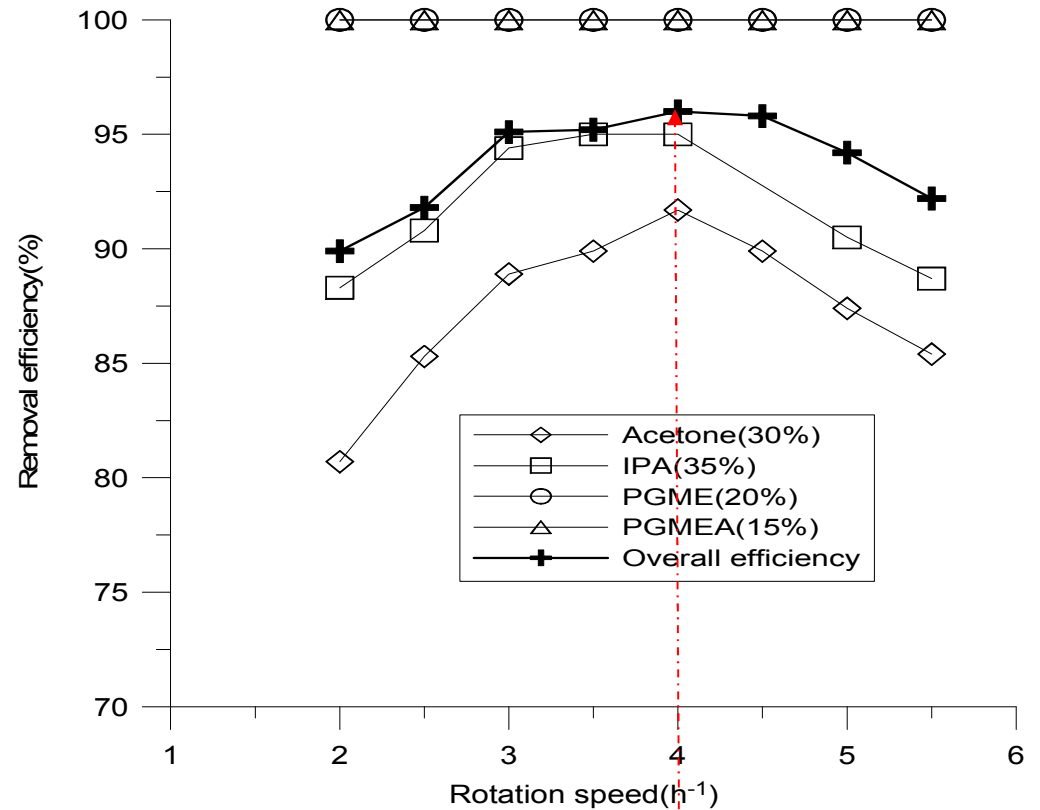 100
95
90
85
80
75
70
Removal efficiency(%)
Acetone(30%)
IPA(35%)
PGME(20%)
PGMEA(15%)
Overall efficiency
1 2 3 4 5 6
Rotation speed(h-1)